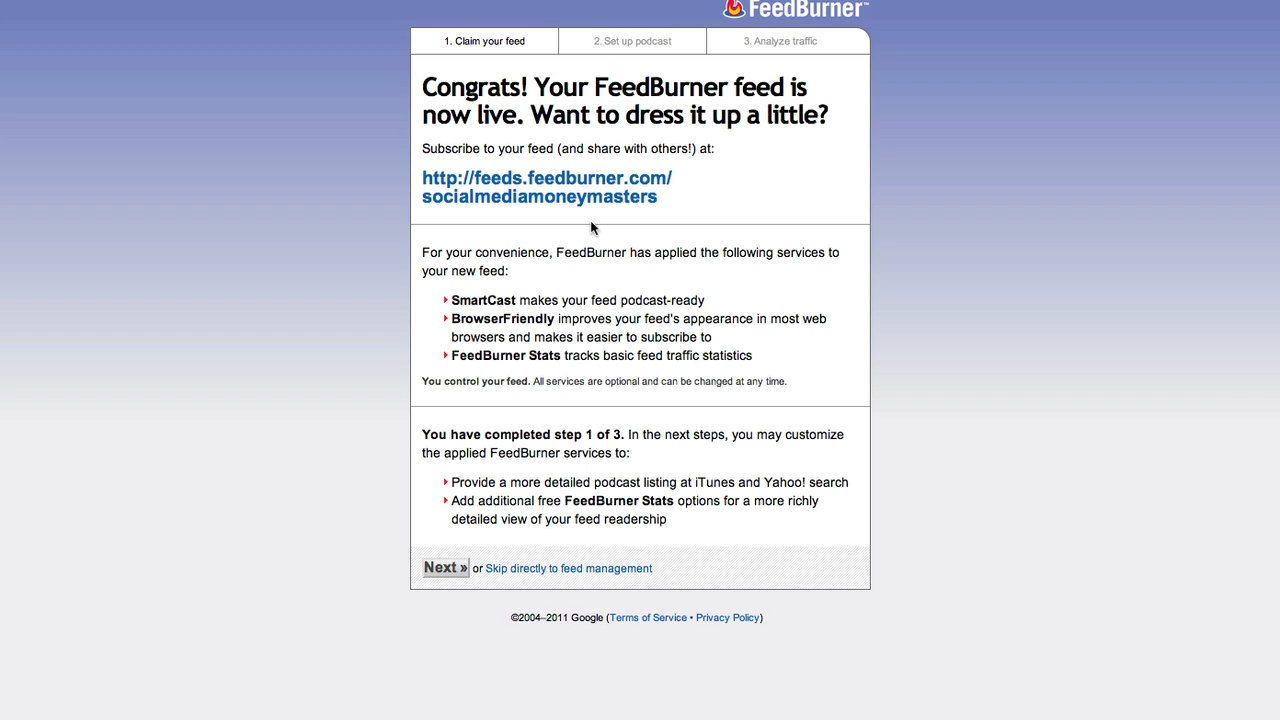 FeedBurner™
1. Claim your feed
2. Set up podcast
3. Analyze traffic
Congrats! Your FeedBurner feed is
now live. Want to dress it up a little?
Subscribe to your feed (and share with others!) at:
http://feeds.feedburner.com/
socialmediamoneymasters
For your convenience, FeedBurner has applied the following services to
your new feed:
SmartCast makes your feed podcast-ready
BrowserFriendly improves your feed's appearance in most web
browsers and makes it easier to subscribe to
FeedBurner Stats tracks basic feed traffic statistics
You control your feed. All services are optional and can be changed at any time.
You have completed step 1 of 3. In the next steps, you may customize
the applied FeedBurner services to:
Provide a more detailed podcast listing at iTunes and Yahoo! search
Add additional free FeedBurner Stats options for a more richly
detailed view of your feed readership
Next » or Skip directly to feed management
©2004–2011 Google (Terms of Service • Privacy Policy)